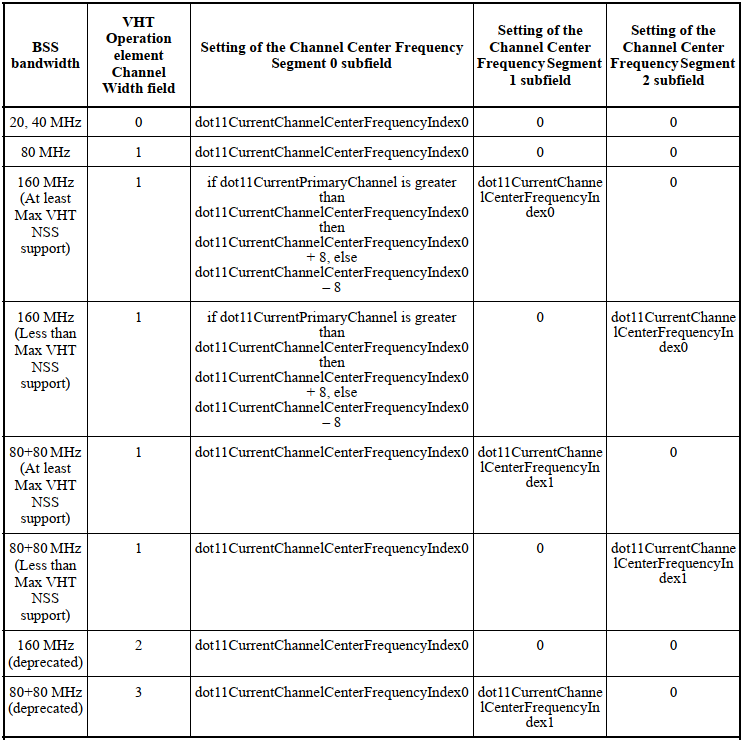 BSS
bandwidth
VHT
Operation
element
Channel
Width field
Setting of the Channel Center Frequency
Segment 0 subfield
Setting of the
Channel Center
Frequency Segment
1 subfield
Setting of the
Channel Center
Frequency Segment
2 subfield
20, 40 MHz
0
dot11CurrentChannelCenterFrequencyIndex0
0
0
80 MHz
1
dot11CurrentChannelCenterFrequencyIndex0
0
0
160 MHz
(At least
Max VHT
NSS
support)
1
if dot11CurrentPrimaryChannel is greater
than
dot11CurrentChannelCenterFrequencyIndex0
then
dot11CurrentChannelCenterFrequencyIndex0
+ 8, else
dot11CurrentChannelCenterFrequencyIndex0
– 8
dot11CurrentChanne
lCenterFrequencyIn
dex0
0
160 MHz
(Less than
Max VHT
NSS
support)
1
if dot11CurrentPrimaryChannel is greater
than
dot11CurrentChannelCenterFrequencyIndex0
then
dot11CurrentChannelCenterFrequencyIndex0
+ 8, else
dot11CurrentChannelCenterFrequencyIndex0
– 8
0
dot11CurrentChanne
lCenterFrequencyIn
dex0
80+80 MHz
(At least
Max VHT
NSS
support)
1
dot11CurrentChannelCenterFrequencyIndex0
dot11CurrentChanne
lCenterFrequencyIn
dex1
0
80+80 MHz
(Less than
Max VHT
NSS
support)
1
dot11CurrentChannelCenterFrequencyIndex0
0
dot11CurrentChanne
lCenterFrequencyIn
dex1
160 MHz
(deprecated)
2
dot11CurrentChannelCenterFrequencyIndex0
0
0
80+80 MHz
(deprecated)
3
dot11CurrentChannelCenterFrequencyIndex0
dot11CurrentChanne
lCenterFrequencyIn
dex1
0